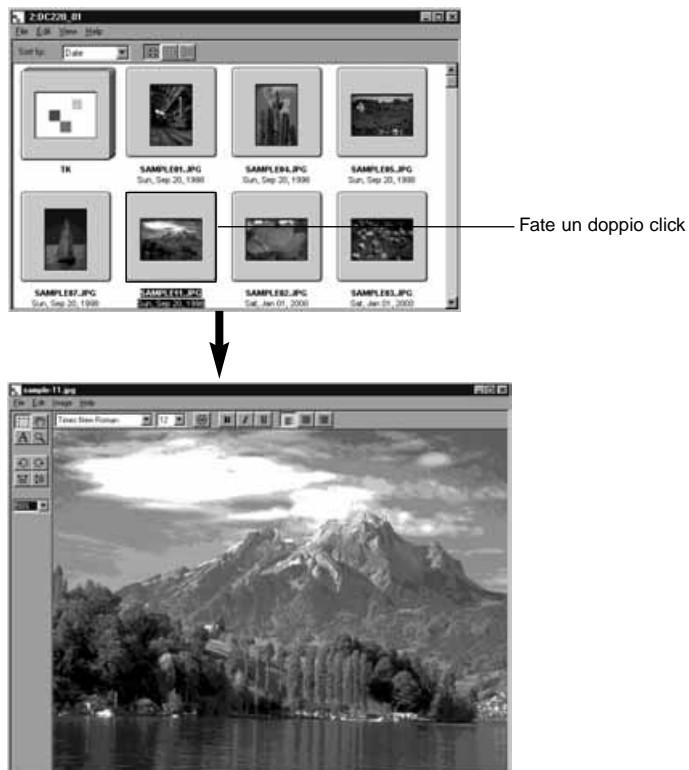 2:DC220_01
File Edit View Help
Sort by: Date
TK
SAMPLE01.JPG
Sun, Sep 20, 1998
SAMPLE04.JPG
Sun, Sep 20, 1998
SAMPLE05.JPG
Sun, Sep 20, 1998
Fate un doppio click
SAMPLE07.JPG
Sun, Sep 20, 1998
SAMPLE11.JPG
Sun, Sep 20, 1998
SAMPLE02.JPG
Sat, Jan 01, 2000
SAMPLE03.JPG
Sat, Jan 01, 2000
sample-11.jpg
File Edit Image Help
Times New Roman 12 B I U
A